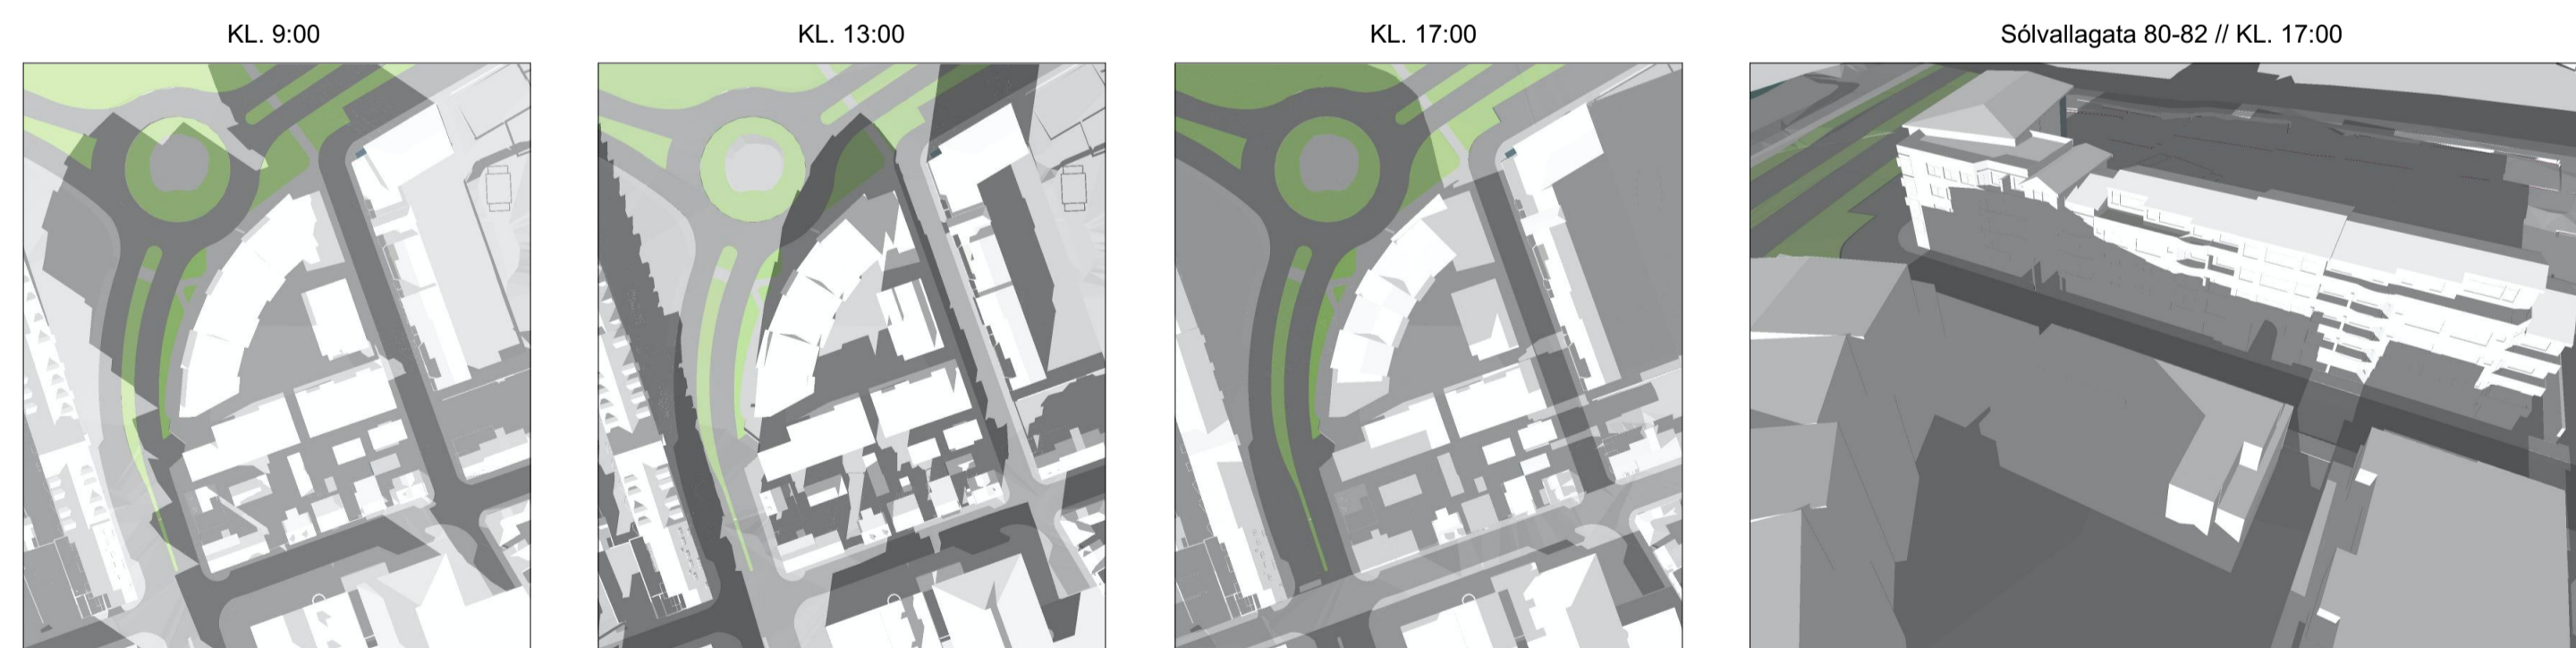 KL. 9:00
KL. 13:00
KL. 17:00
Sólvallagata 80-82 // KL. 17:00